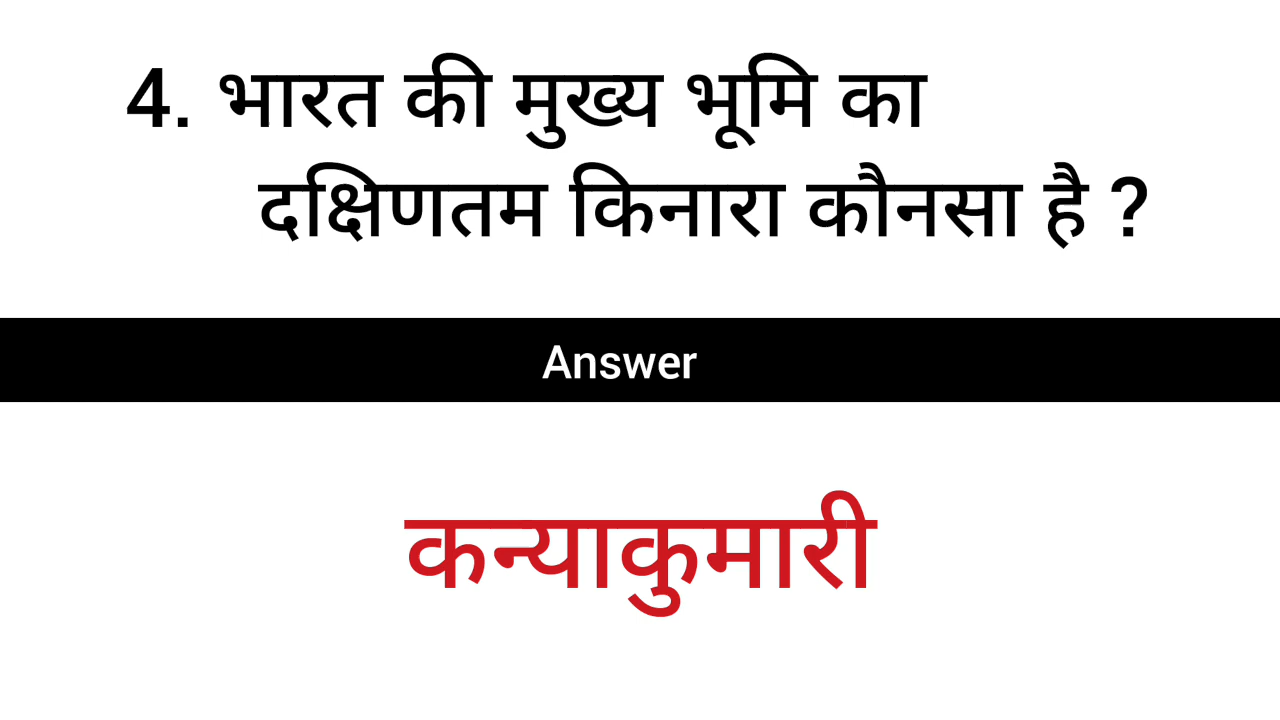 4. भारत की मुख्य भूमि का
दक्षिणतम किनारा कौनसा है ?
Answer
कन्याकुमारी